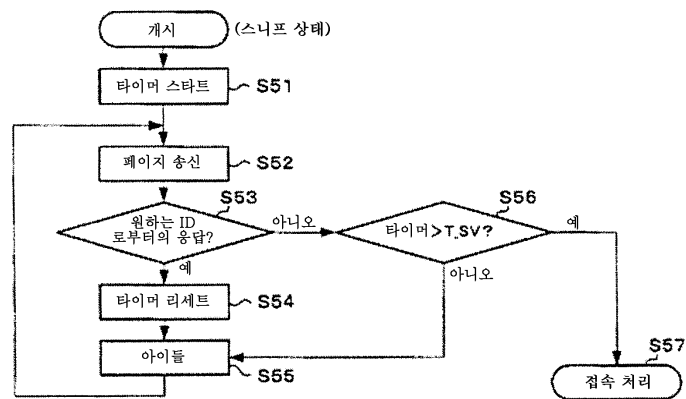 개시 (스니프 상태)
타이머 스타트 S51
페이지 송신 S52
S53
원하는 ID
로부터의 응답?
아니오
예
S56
타이머>T_SV?
예
아니오
타이머 리세트 S54
아이들 S55
S57
접속 처리